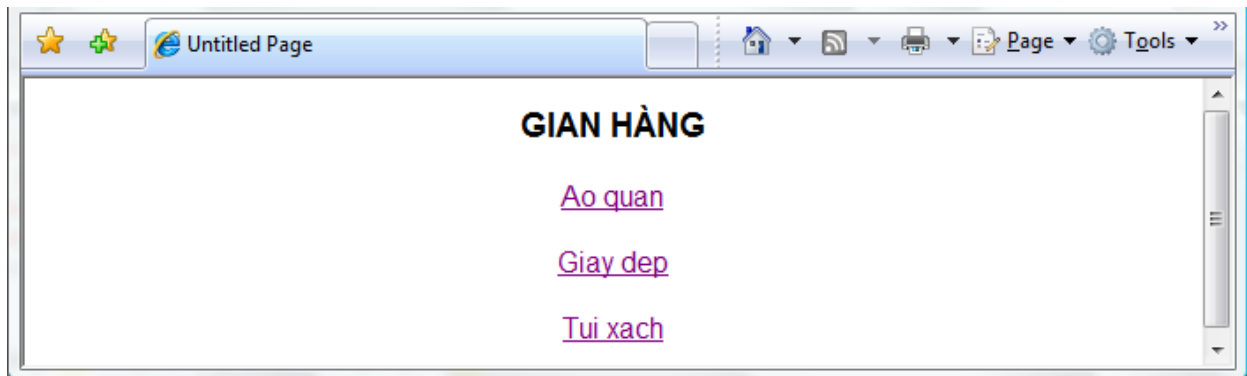 Untitled Page Page Tools
GIAN HÀNG
Ao quan
Giay dep
Tui xach